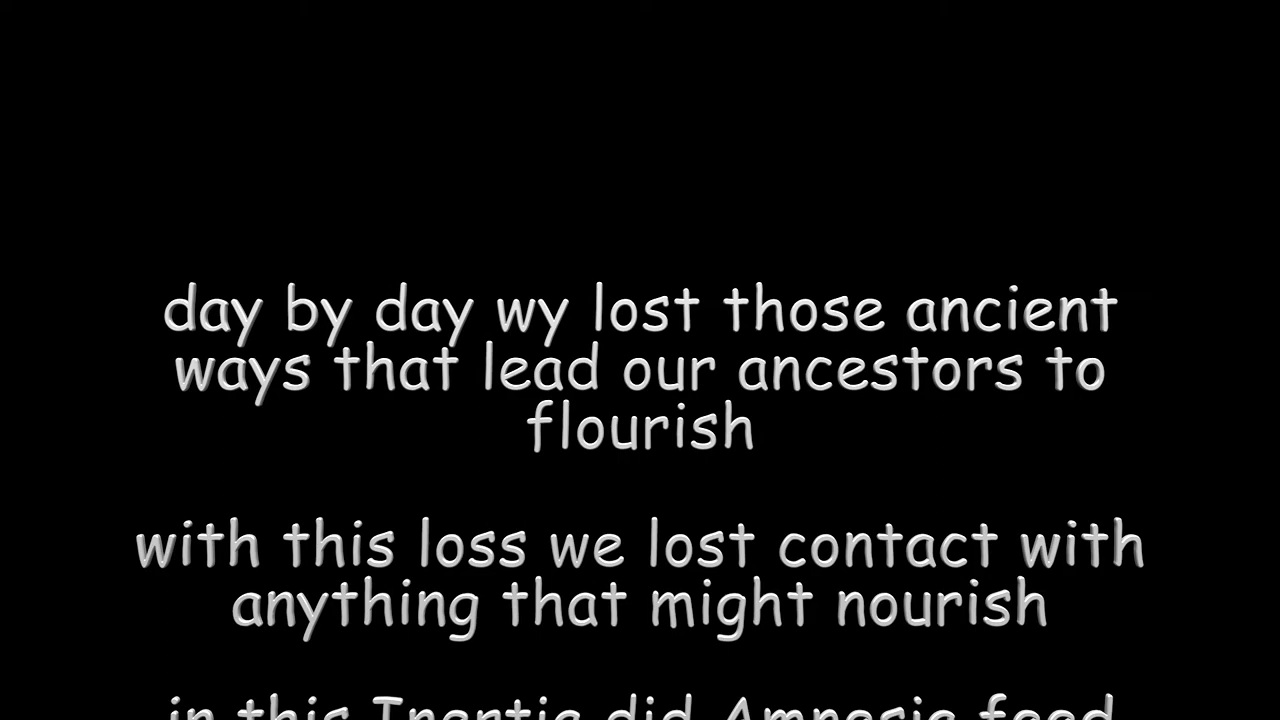 day by day wy lost those ancient
ways that lead our ancestors to
flourish
with this loss we lost contact with
anything that might nourish
in this Inertia did Amnesia feed